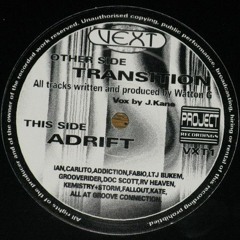 All rights of the producer and of the owner of the recorded work reserved. Unauthorised copying, public performance, broadcasting, hiring or rental of this recording prohibited
VEXT
OTHER SIDE
TRANSITION
All tracks written and produced by Watton G
Vox by J.Kane
THIS SIDE
ADRIFT
PROJECT
RECORDINGS
VXT1
IAN,CARLITO,ADDICTION,FABIO,LTJ BUKEM,
GROOVERIDER,DOC SCOTT,RV HEAVEN,
KEMISTRY+STORM,FALLOUT,KATE,
ALL AT GROOVE CONNECTION